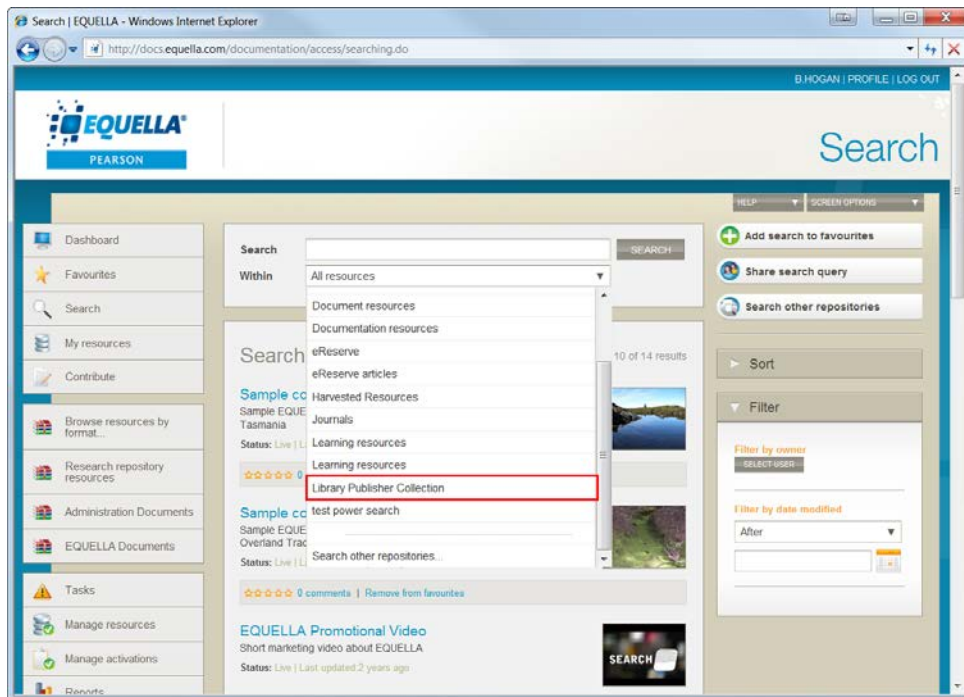 Search | EQUELLA - Windows Internet Explorer
http://docs.equella.com/documentation/access/searching.do
B.HOGAN | PROFILE | LOG OUT
EQUELLA
PEARSON
Search
HELP
SCREEN OPTIONS
Dashboard
Favourites
Search
My resources
Contribute
Browse resources by
format...
Research repository
resources
Administration Documents
EQUELLA Documents
Tasks
Manage resources
Manage activations
Reports
Search
SEARCH
Within
All resources
Document resources
Documentation resources
eReserve
eReserve articles
Harvested Resources
Journals
Learning resources
Learning resources
Library Publisher Collection
test power search
Search other repositories...
Search
10 of 14 results
Sample co
Sample EQUE
Tasmania
Status: Live | L
0
Sample co
Sample EQUE
Overland Trac
Status: Live | L
0 comments | Remove from favourites
EQUELLA Promotional Video
Short marketing video about EQUELLA
Status: Live | Last updated:2 years ago
SEARCH
Add search to favourites
Share search query
Search other repositories
Sort
Filter
Filter by owner
SELECT USER
Filter by date modified
After